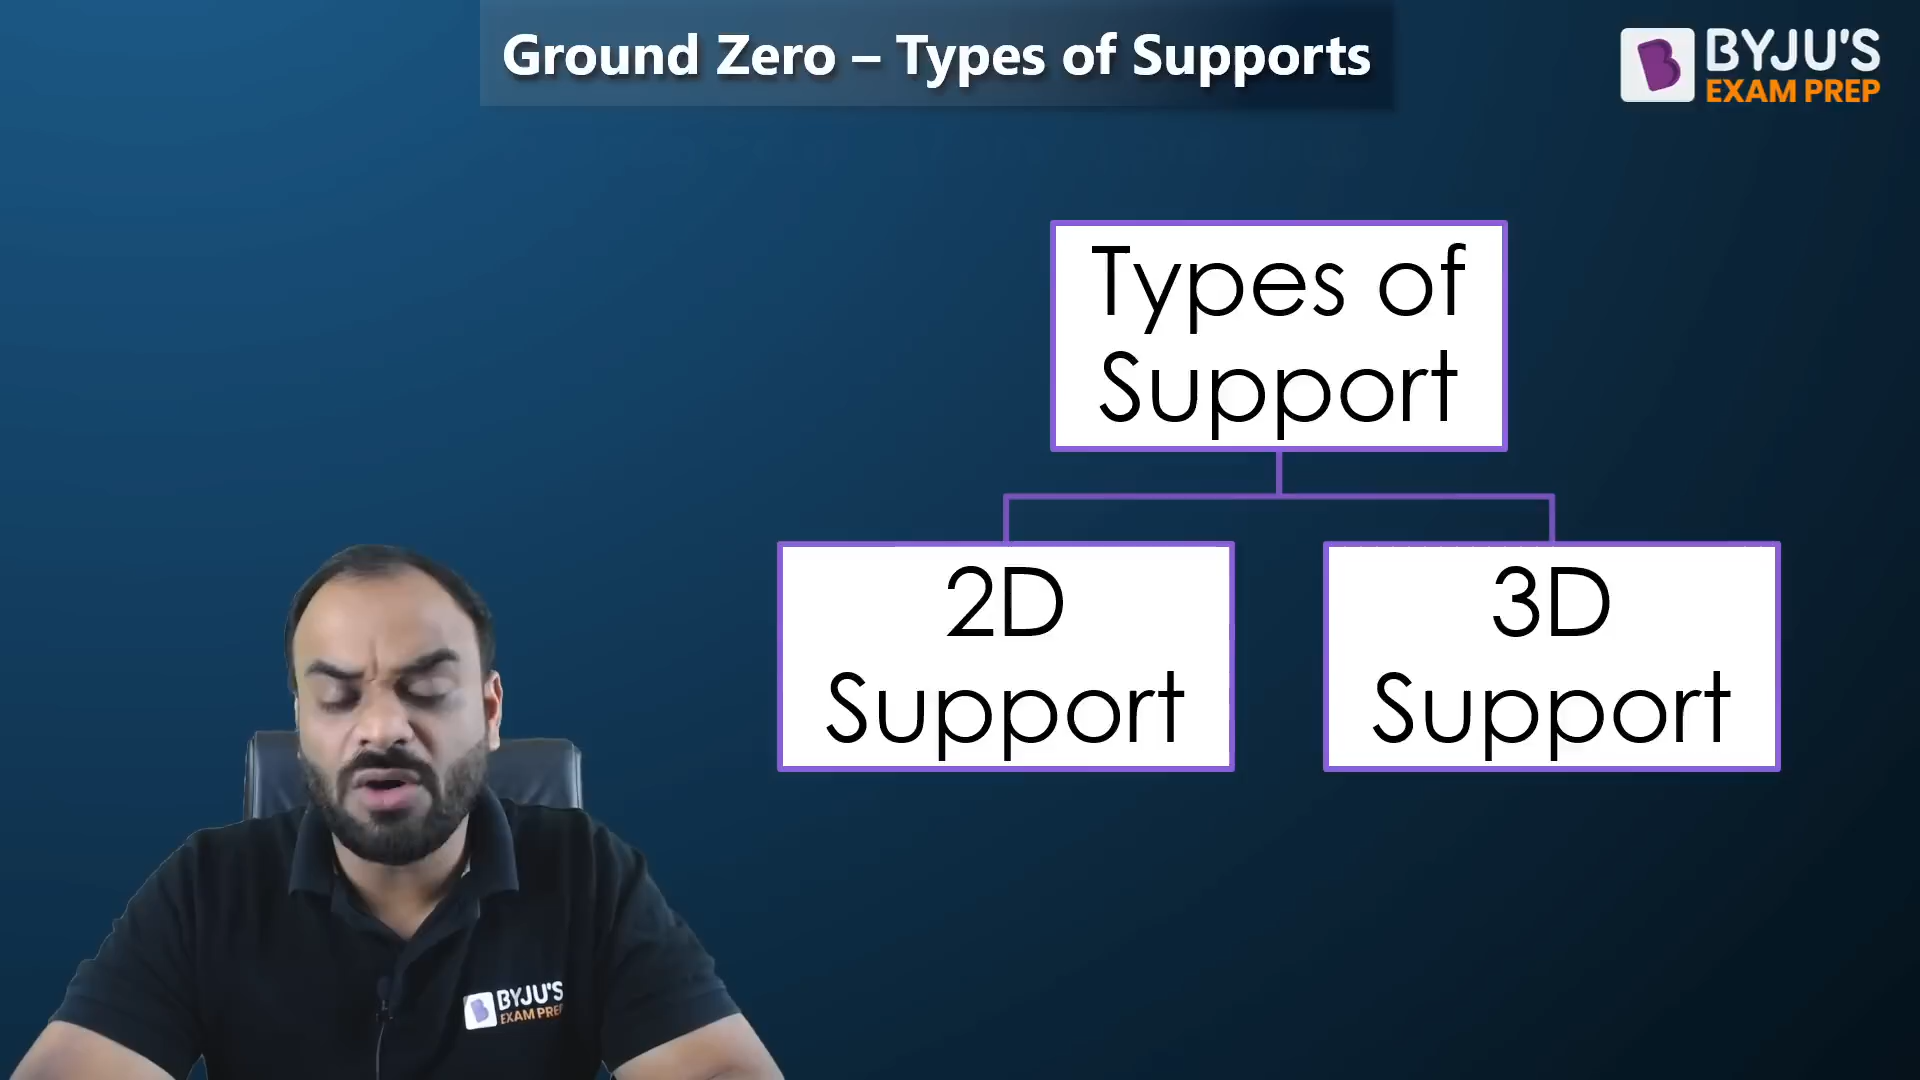 Ground Zero – Types of Supports
BYJU'S
EXAM PREP
Types of
Support
2D
Support
3D
Support
BYJU'S
EXAM PREP